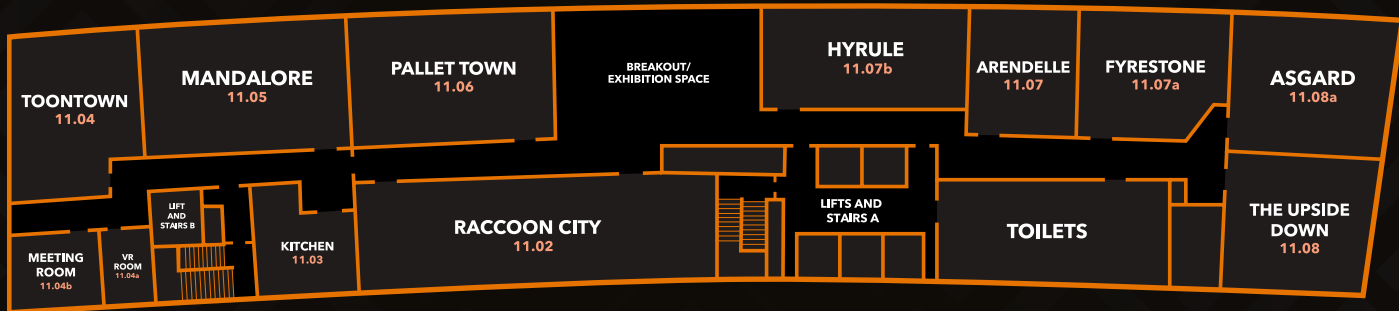 TOONTOWN
11.04
MANDALORE
11.05
PALLET TOWN
11.06
BREAKOUT/
EXHIBITION SPACE
HYRULE
11.07b
ARENDELLE
11.07
FYRESTONE
11.07a
ASGARD
11.08a
MEETING
ROOM
11.04b
VR
ROOM
11.04a
LIFT
AND
STAIRS B
KITCHEN
11.03
RACCOON CITY
11.02
LIFTS AND
STAIRS A
TOILETS
THE UPSIDE
DOWN
11.08